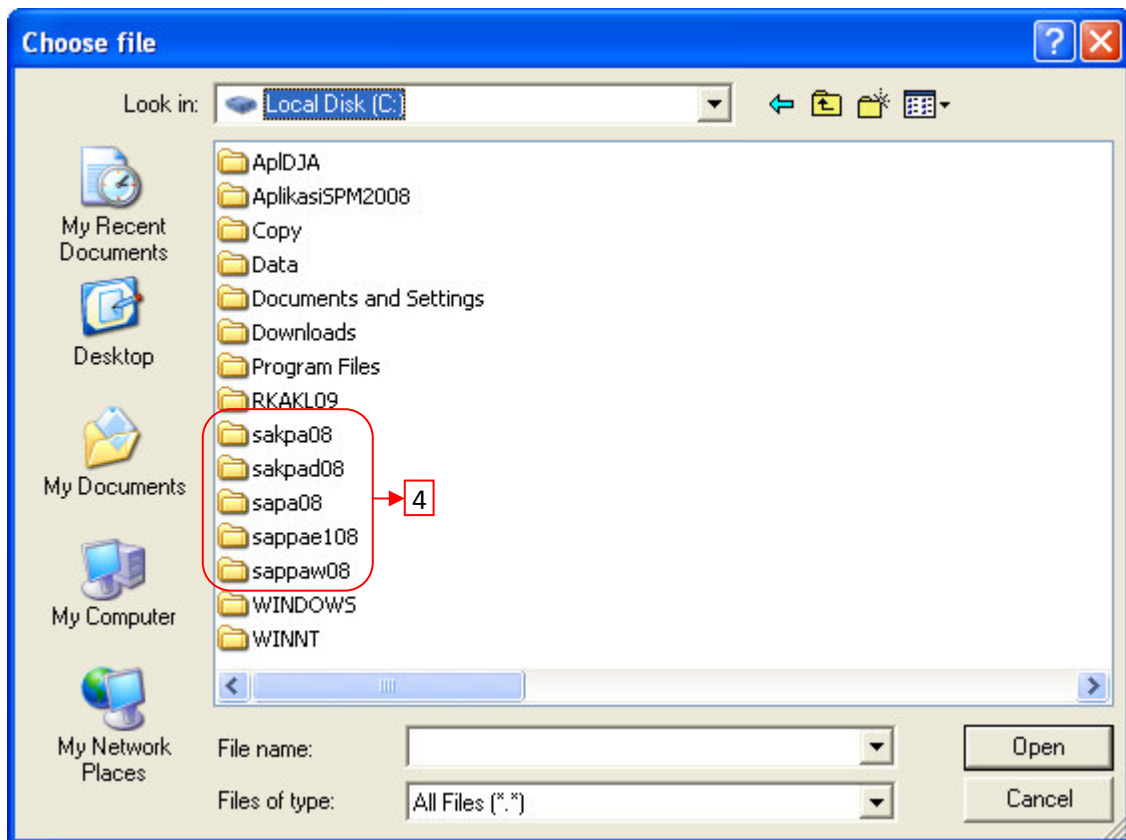 Choose file
Look in:
Local Disk (C:)
My Recent
Documents
Desktop
My Documents
My Computer
My Network
Places
AplDJA
AplikasiSPM2008
Copy
Data
Documents and Settings
Downloads
Program Files
RKAKL09
sakpa08
sakpad08
sapa08
sappae108
sappaw08
WINDOWS
WINNT
4
File name:
Open
Files of type:
All Files (*.*)
Cancel